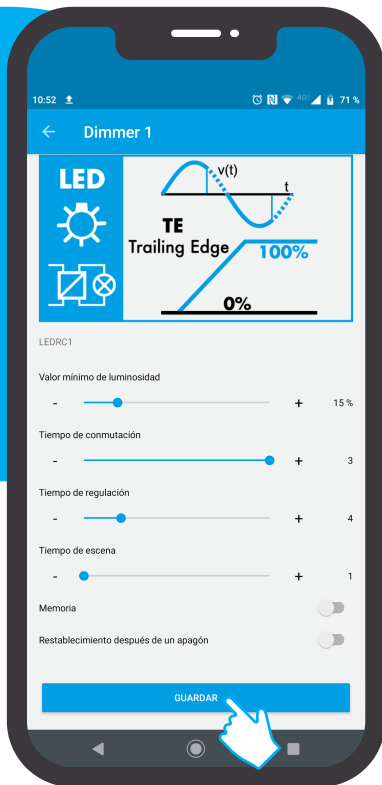 10:52 4G 71 %
Dimmer 1
LED
v(t)
t
TE
Trailing Edge
100%
0%
LEDRC1
Valor mínimo de luminosidad
- + 15 %
Tiempo de conmutación
- + 3
Tiempo de regulación
- + 4
Tiempo de escena
- + 1
Memoria
Restablecimiento después de un apagón
GUARDAR